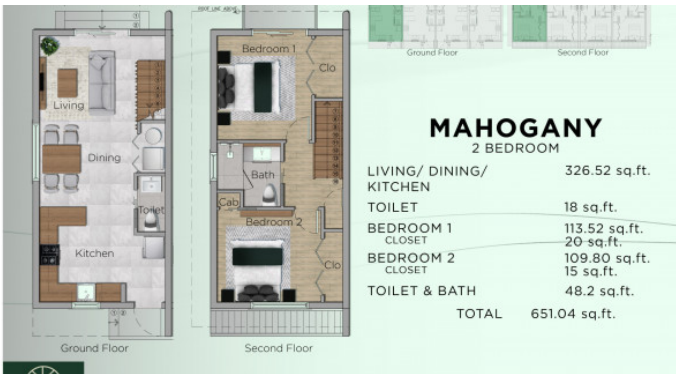 ROOF LINE ABOVE
Ground Floor
Second Floor
Bedroom 1
Clo
Living
Dining
Bath
Toilet
Cab
Bedroom 2
Kitchen
Clo
Ground Floor
Second Floor
MAHOGANY
2 BEDROOM
LIVING/ DINING/ 326.52 sq.ft.
KITCHEN
TOILET 18 sq.ft.
BEDROOM 1 113.52 sq.ft.
CLOSET 20 sq.ft.
BEDROOM 2 109.80 sq.ft.
CLOSET 15 sq.ft.
TOILET & BATH 48.2 sq.ft.
TOTAL 651.04 sq.ft.